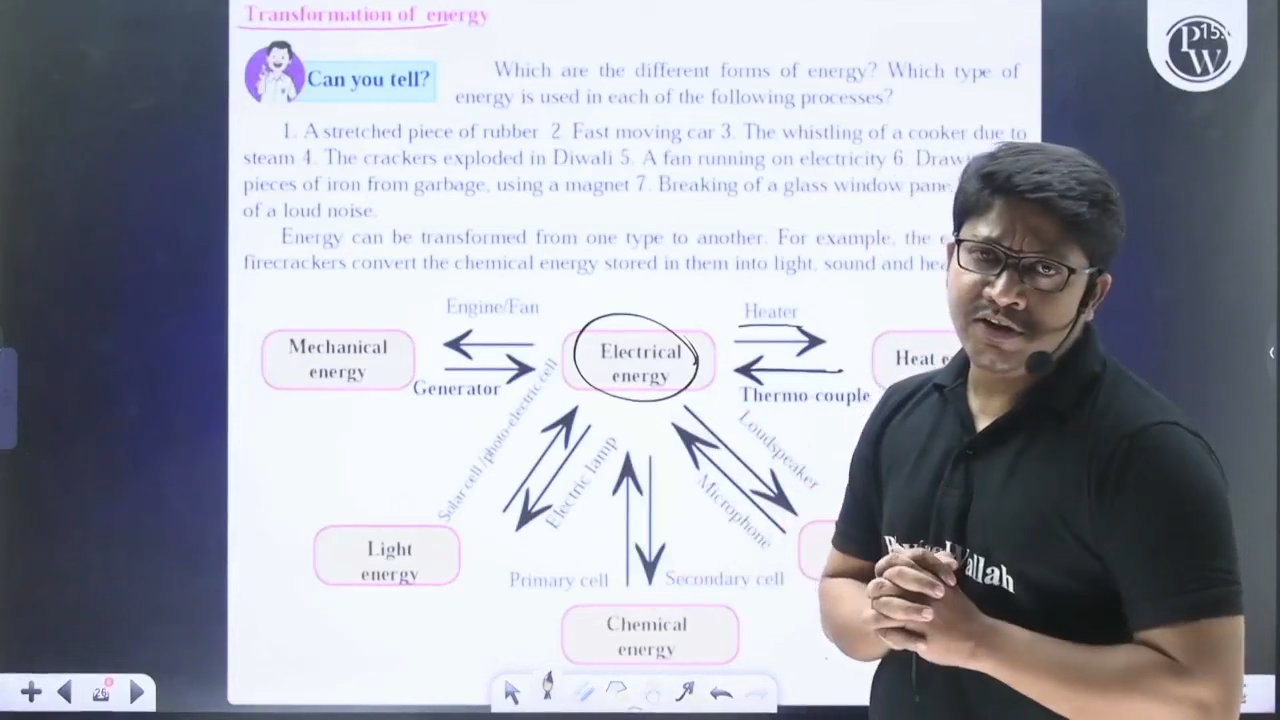 Transformation of energy
Can you tell?
Which are the different forms of energy? Which type of
energy is used in each of the following processes?
1. A stretched piece of rubber 2. Fast moving car 3. The whistling of a cooker due to
steam 4. The crackers exploded in Diwali 5. A fan running on electricity 6.
pieces of iron from garbage, using a magnet 7. Breaking of a glass window pane
of a loud noise.
Energy can be transformed from one type to another. For example, the
firecrackers convert the chemical energy stored in them into light, sound and
Engine/Fan
Heater
Mechanical
energy
Electrical
energy
Heat
Generator
Thermo-couple
Solar cell /photo-electric cell
Electric lamp
Loudspeaker
Microphone
Light
energy
Primary cell
Secondary cell
Chemical
energy
P 15.
W
Wallah
26